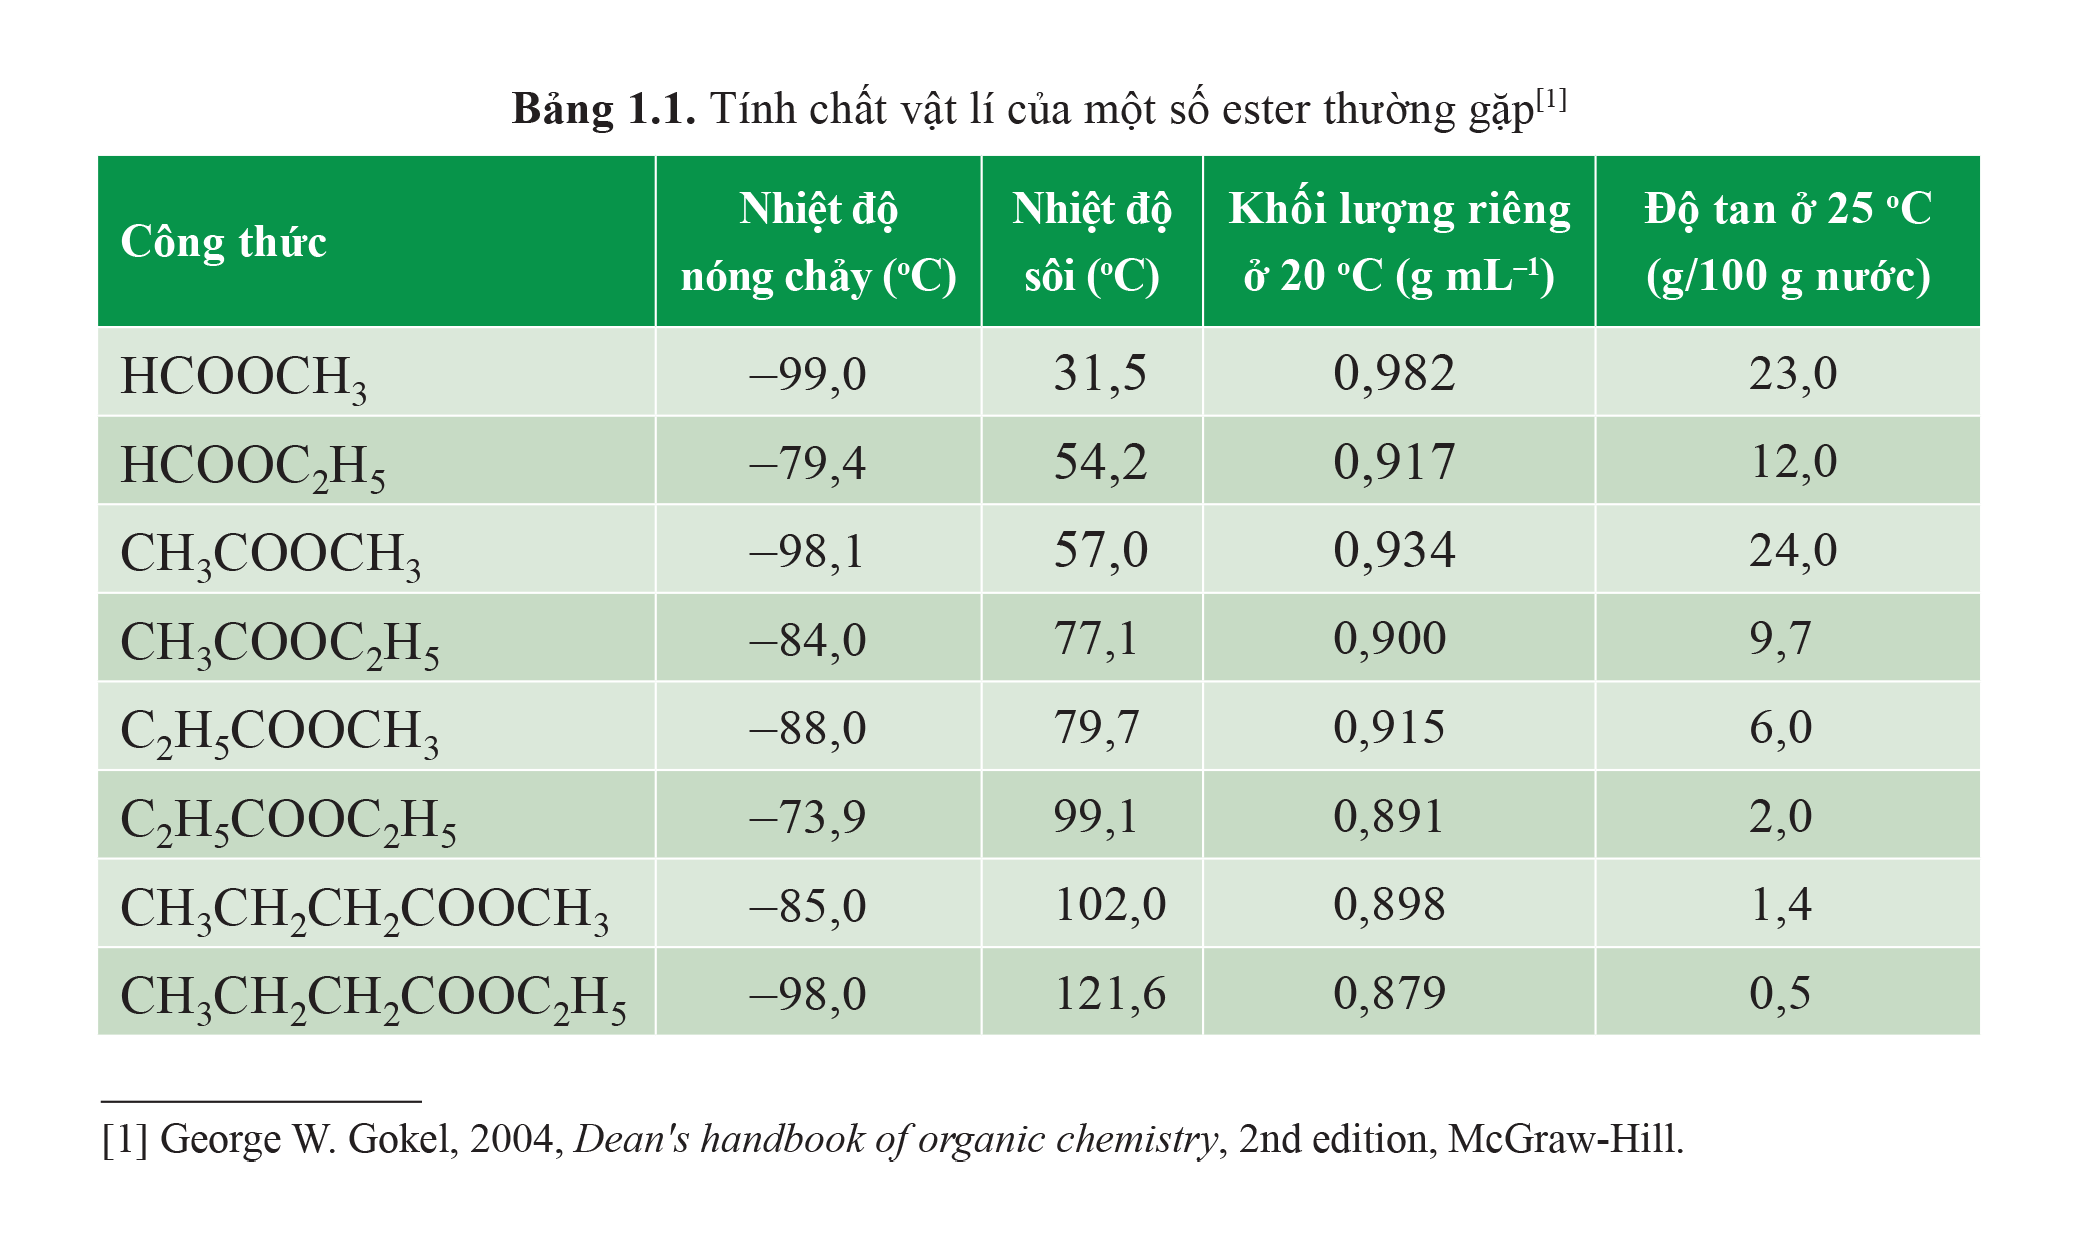 Bảng 1.1. Tính chất vật lí của một số ester thường gặp[1]
Công thức | Nhiệt độ nóng chảy (ºC) | Nhiệt độ sôi (ºC) | Khối lượng riêng ở 20 ºC (g mL⁻¹) | Độ tan ở 25 ºC (g/100 g nước)
HCOOCH₃ | –99,0 | 31,5 | 0,982 | 23,0
HCOOC₂H₅ | –79,4 | 54,2 | 0,917 | 12,0
CH₃COOCH₃ | –98,1 | 57,0 | 0,934 | 24,0
CH₃COOC₂H₅ | –84,0 | 77,1 | 0,900 | 9,7
C₂H₅COOCH₃ | –88,0 | 79,7 | 0,915 | 6,0
C₂H₅COOC₂H₅ | –73,9 | 99,1 | 0,891 | 2,0
CH₃CH₂CH₂COOCH₃ | –85,0 | 102,0 | 0,898 | 1,4
CH₃CH₂CH₂COOC₂H₅ | –98,0 | 121,6 | 0,879 | 0,5
[1] George W. Gokel, 2004, Dean's handbook of organic chemistry, 2nd edition, McGraw-Hill.